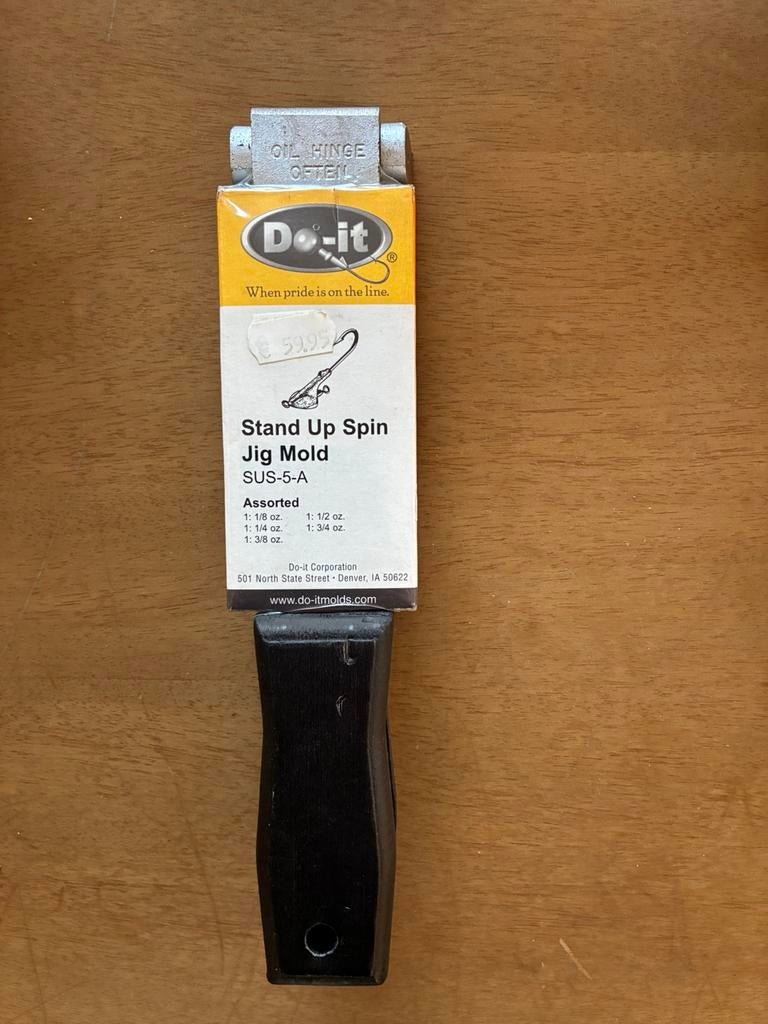 OIL HINGE
OFTEN
Do-it®
When pride is on the line.
€ 59.95
Stand Up Spin
Jig Mold
SUS-5-A
Assorted
1: 1/8 oz. 1: 1/2 oz.
1: 1/4 oz. 1: 3/4 oz.
1: 3/8 oz.
Do-it Corporation
501 North State Street • Denver, IA 50622
www.do-itmolds.com